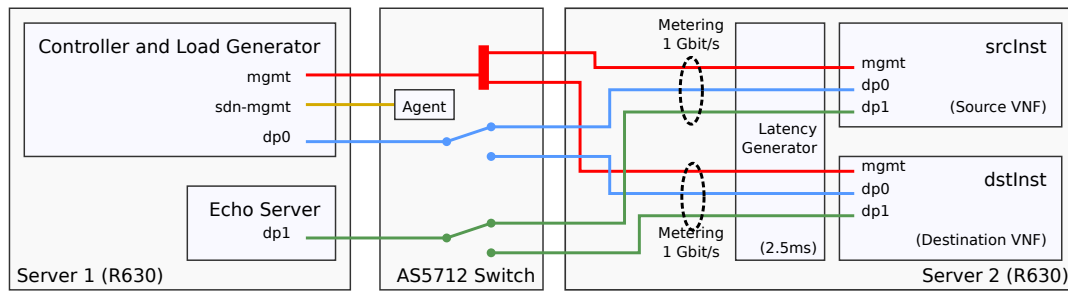 Controller and Load Generator
mgmt
sdn-mgmt
dp0
Echo Server
dp1
Server 1 (R630)
Agent
AS5712 Switch
Metering
1 Gbit/s
Metering
1 Gbit/s
Latency
Generator
(2.5ms)
srcInst
mgmt
dp0
dp1
(Source VNF)
mgmt
dstInst
dp0
dp1
(Destination VNF)
Server 2 (R630)